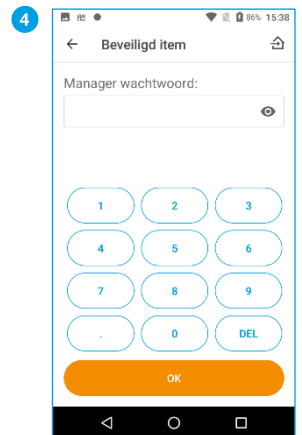 4
86% 15:38
Beveiligd item
Manager wachtwoord:
1 2 3
4 5 6
7 8 9
. 0 DEL
OK